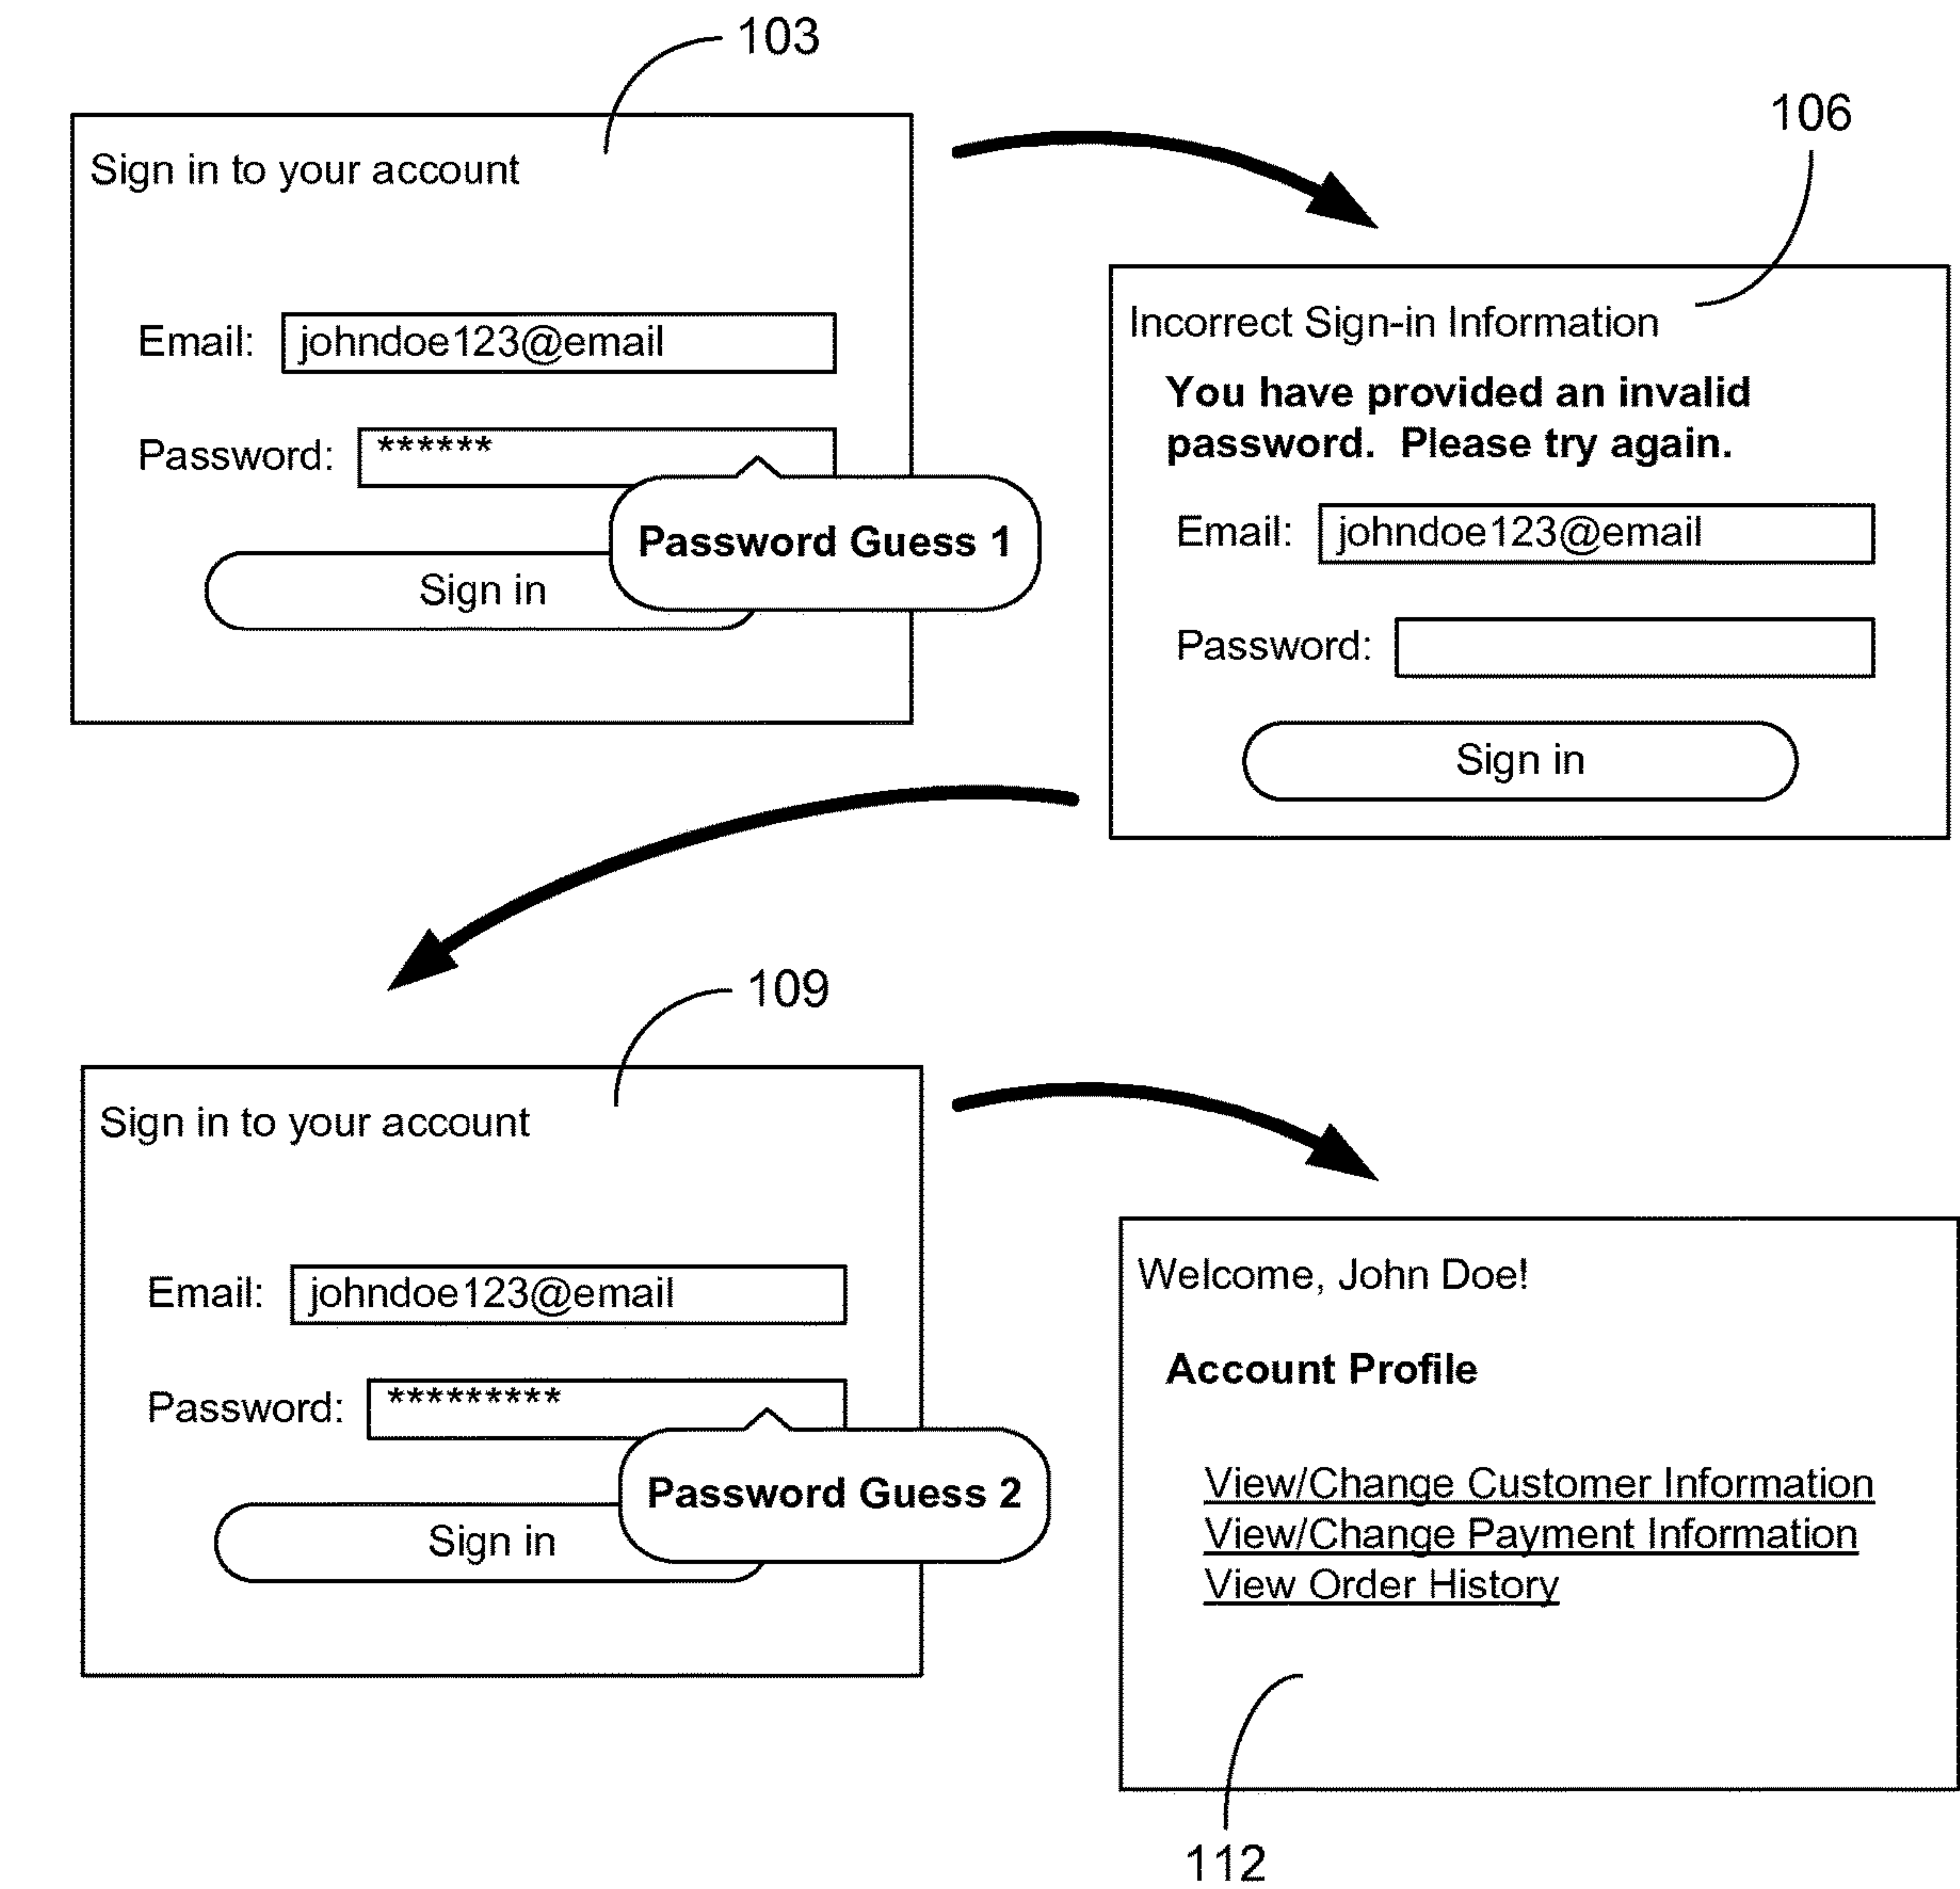 103
Sign in to your account
Email: johndoe123@email
Password: ******
Password Guess 1
Sign in
106
Incorrect Sign-in Information
You have provided an invalid
password.  Please try again.
Email: johndoe123@email
Password:
Sign in
109
Sign in to your account
Email: johndoe123@email
Password: *********
Password Guess 2
Sign in
Welcome, John Doe!
Account Profile
View/Change Customer Information
View/Change Payment Information
View Order History
112